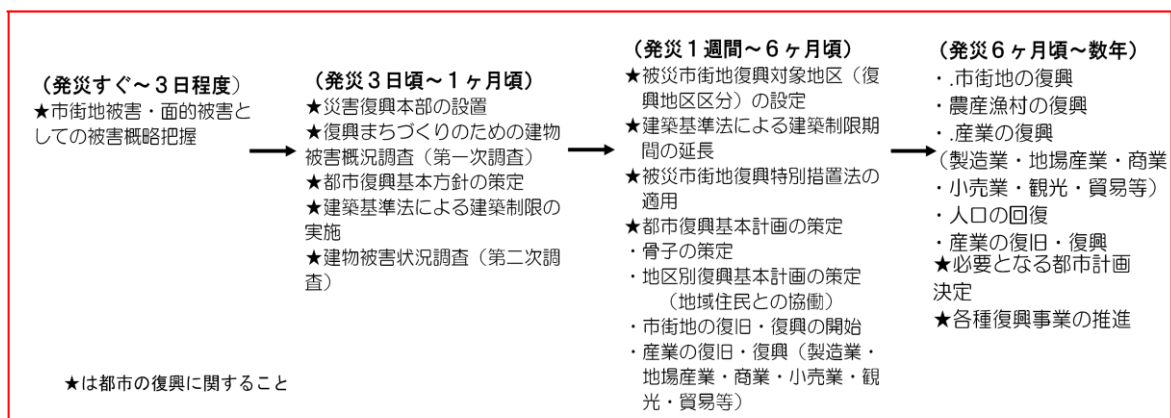 （発災すぐ～３日程度）
★市街地被害・面的被害と
しての被害概略把握
（発災３日頃～１ヶ月頃）
★災害復興本部の設置
★復興まちづくりのための建物
被害概況調査（第一次調査）
★都市復興基本方針の策定
★建築基準法による建築制限の
実施
★建物被害状況調査（第二次調
査）
（発災１週間～６ヶ月頃）
★被災市街地復興対象地区（復
興地区区分）の設定
★建築基準法による建築制限期
間の延長
★被災市街地復興特別措置法の
適用
★都市復興基本計画の策定
・骨子の策定
・地区別復興基本計画の策定
（地域住民との協働）
・市街地の復旧・復興の開始
・産業の復旧・復興（製造業・
地場産業・商業・小売業・観
光・貿易等）
（発災６ヶ月頃～数年）
・.市街地の復興
・農産漁村の復興
・.産業の復興
（製造業・地場産業・商業
・小売業・観光・貿易等）
・人口の回復
・産業の復旧・復興
★必要となる都市計画
決定
★各種復興事業の推進
★は都市の復興に関すること